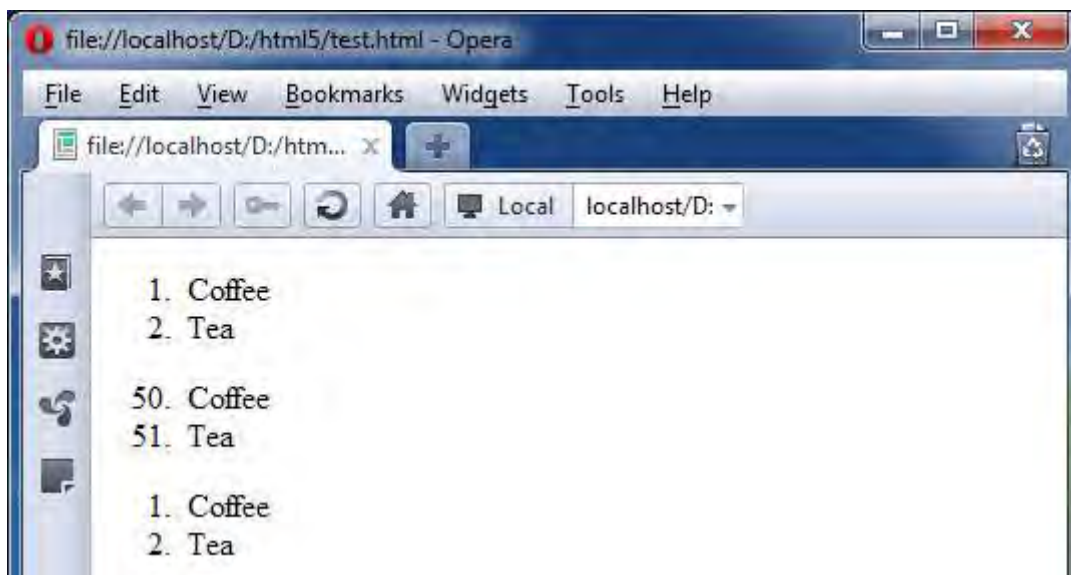 file://localhost/D:/html5/test.html - Opera
File Edit View Bookmarks Widgets Tools Help
file://localhost/D:/htm...
Local localhost/D:
1. Coffee
2. Tea
50. Coffee
51. Tea
1. Coffee
2. Tea